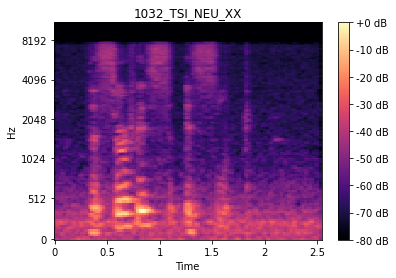 1032_TSI_NEU_XX
+0 dB
8192
-10 dB
4096
-20 dB
-30 dB
2048
-40 dB
Hz
1024
-50 dB
512
-60 dB
-70 dB
0
-80 dB
0 0.5 1 1.5 2 2.5
Time